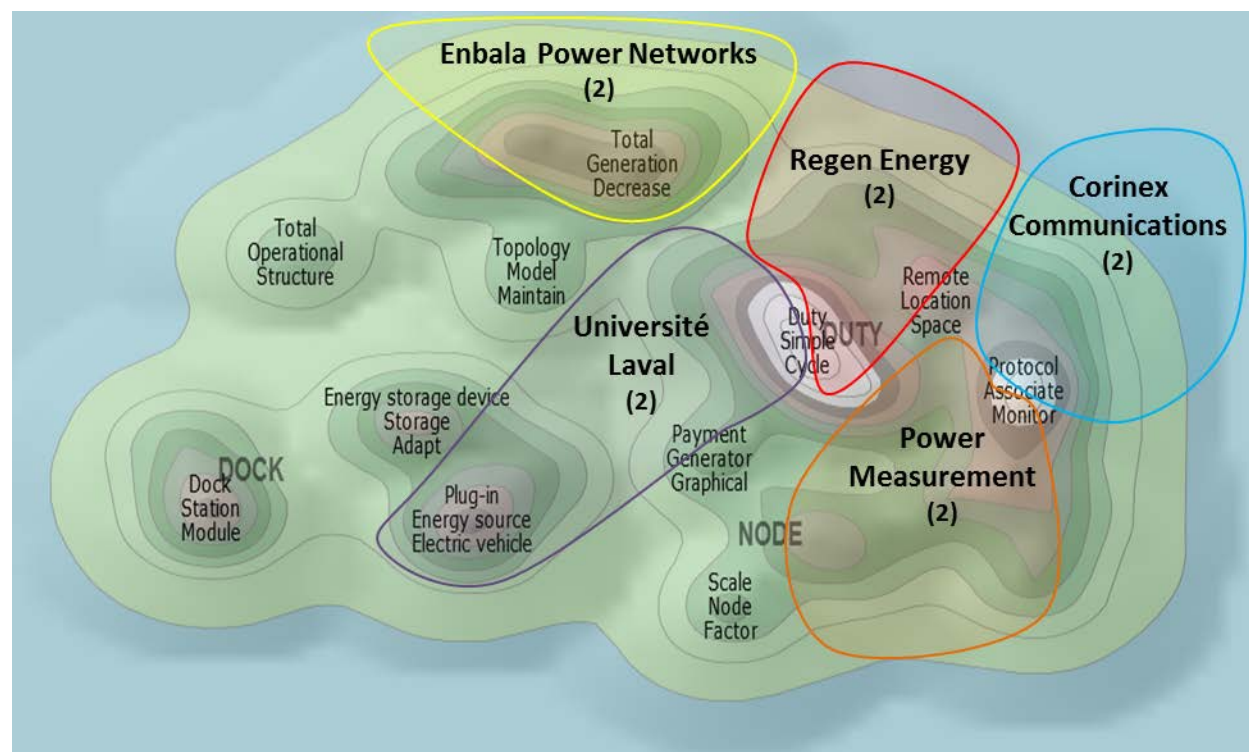 Enbala Power Networks
(2)
Total
Generation
Decrease
Regen Energy
(2)
Corinex
Communications
(2)
Total
Operational
Structure
Topology
Model
Maintain
Remote
Location
Space
Université
Laval
(2)
Duty
Simple
Cycle
DUTY
Protocol
Associate
Monitor
Energy storage device
Storage
Adapt
Payment
Generator
Graphical
Power
Measurement
(2)
DOCK
Dock
Station
Module
Plug-in
Energy source
Electric vehicle
NODE
Scale
Node
Factor